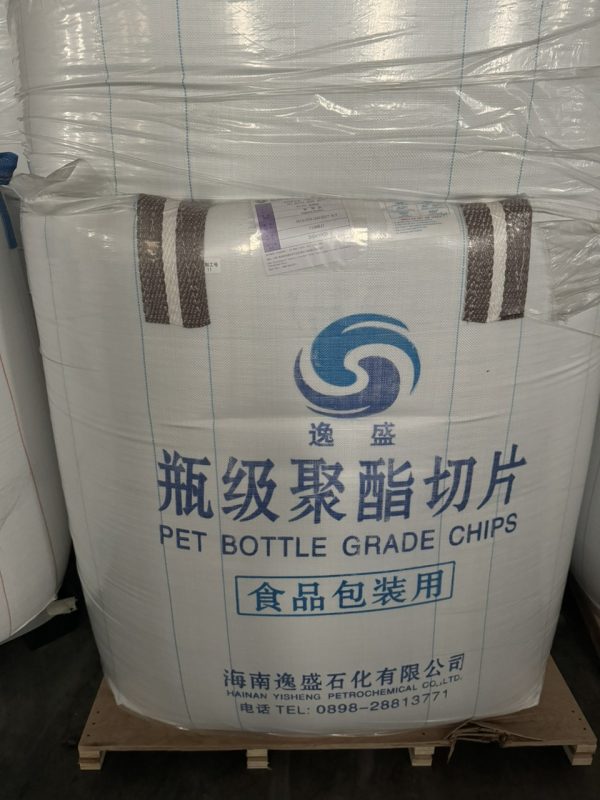 逸盛
瓶级聚酯切片
PET BOTTLE GRADE CHIPS
食品包装用
海南逸盛石化有限公司
HAINAN YISHENG PETROCHEMICAL CO.,LTD.
电话 TEL: 0898-28813771